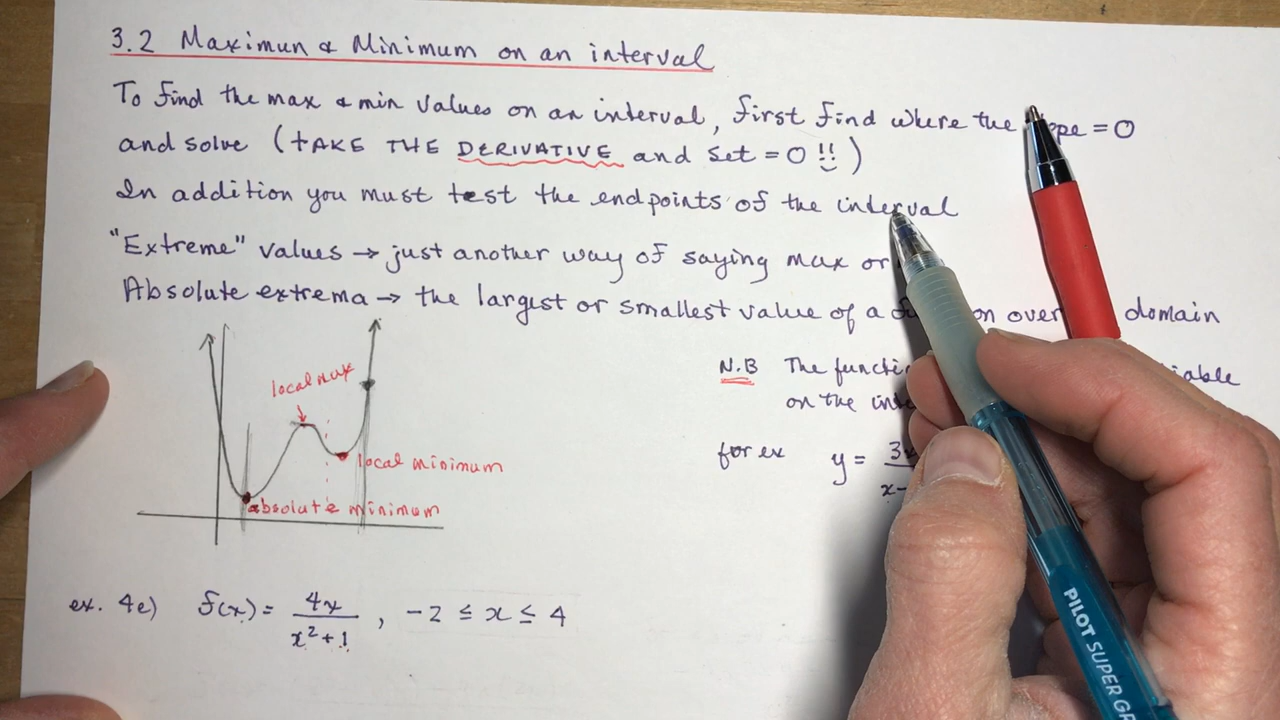 3.2 Maximun & Minimum on an interval
To find the max & min values on an interval, first find where the = 0
and solve (TAKE THE DERIVATIVE and set = 0 !!)
In addition you must test the endpoints of the interval
"Extreme" values → just another way of saying max or
Absolute extrema → the largest or smallest value of a on over domain
local max
local minimum
absolute minimum
N.B The
on the
for ex y = 3
x-
ex. 4e) f(x) = 4x / x² + 1 , -2 ≤ x ≤ 4
PILOT SUPER